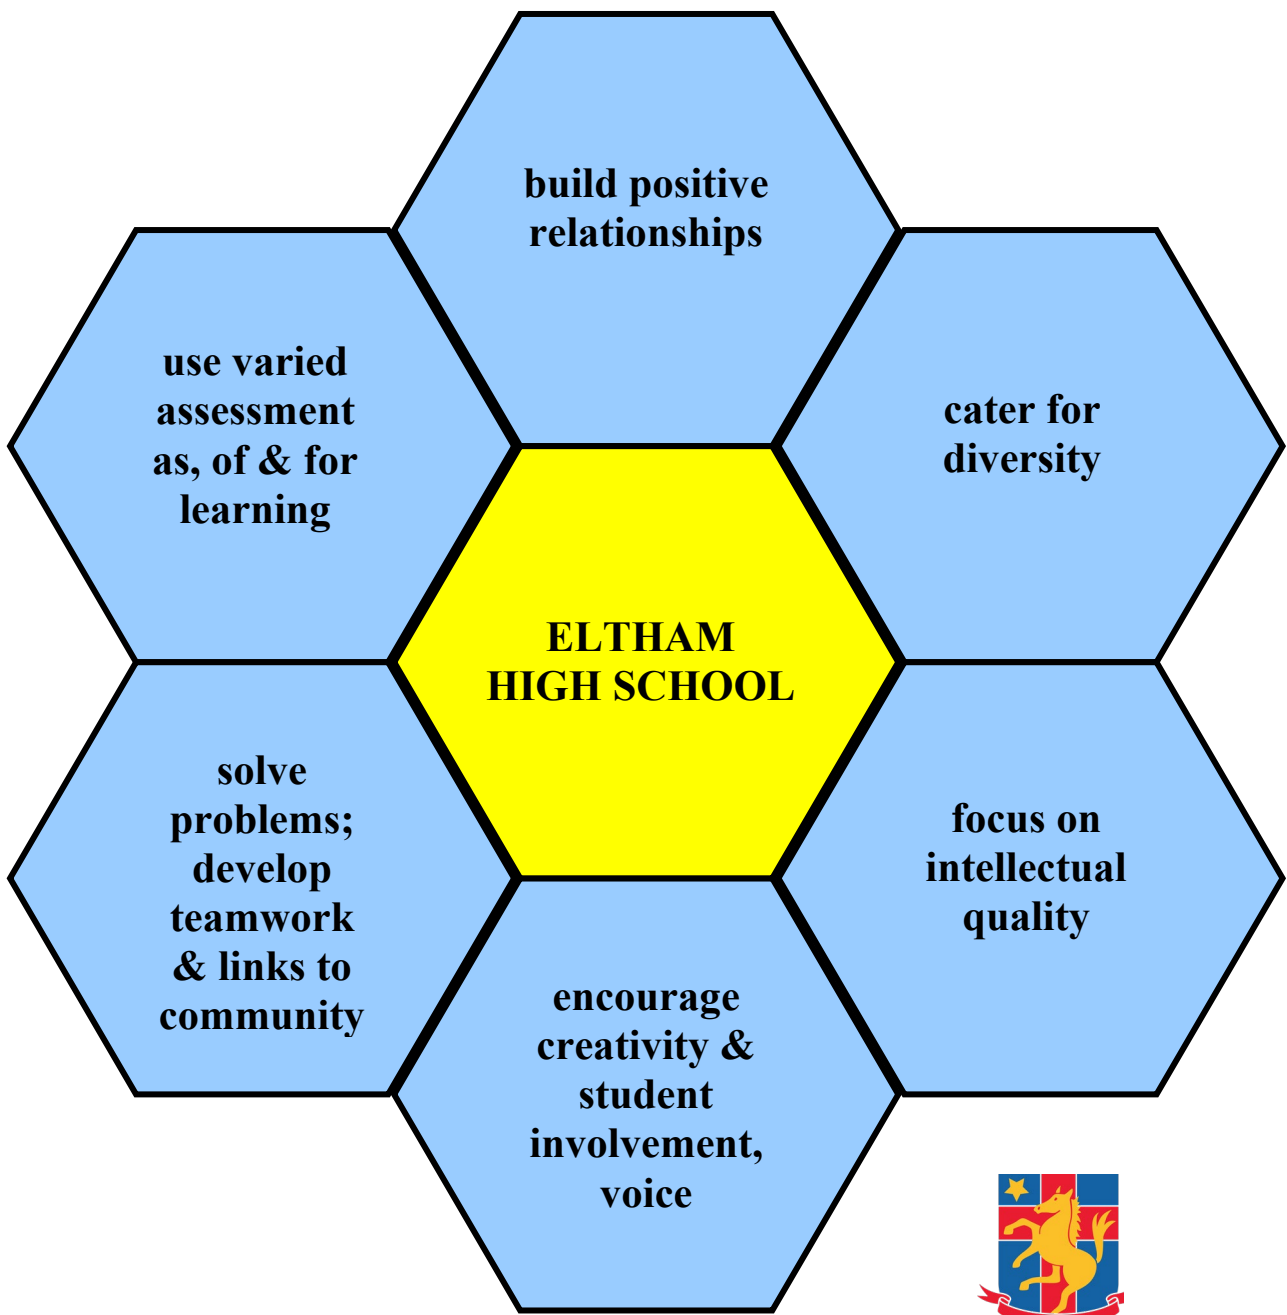 build positive
relationships
use varied
assessment
as, of & for
learning
cater for
diversity
ELTHAM
HIGH SCHOOL
solve
problems;
develop
teamwork
& links to
community
focus on
intellectual
quality
encourage
creativity &
student
involvement,
voice